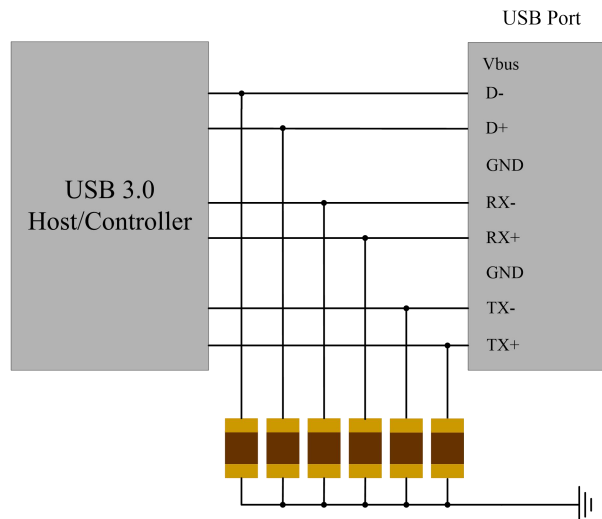 USB Port
USB 3.0
Host/Controller
Vbus
D-
D+
GND
RX-
RX+
GND
TX-
TX+